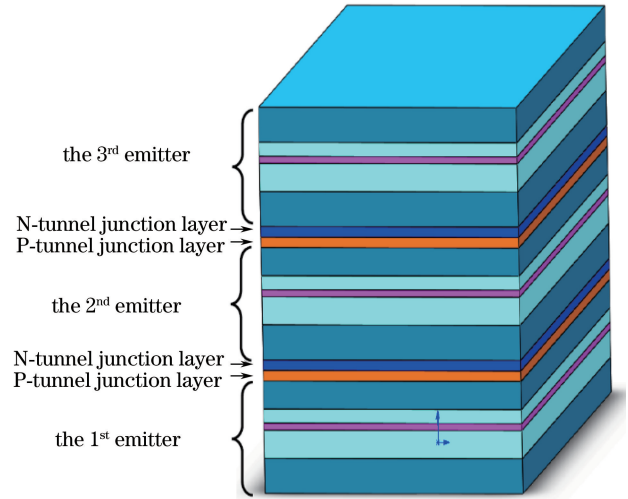 the 3rd emitter
N-tunnel junction layer
P-tunnel junction layer
the 2nd emitter
N-tunnel junction layer
P-tunnel junction layer
the 1st emitter